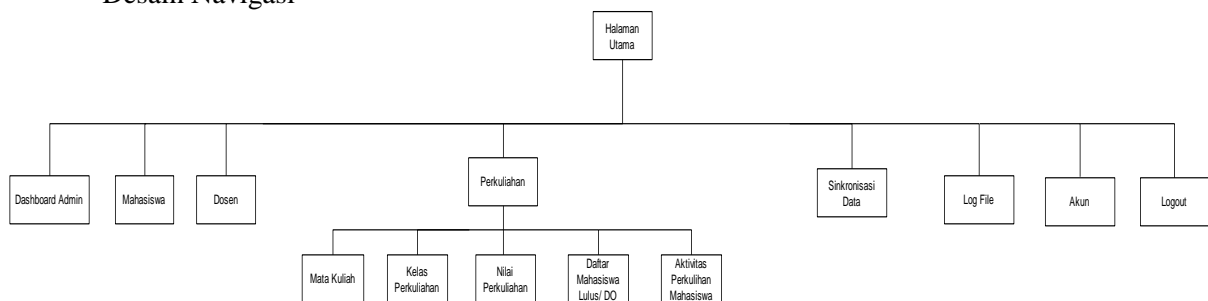 Desain Navigasi
Halaman
Utama
Dashboard Admin
Mahasiswa
Dosen
Perkuliahan
Sinkronisasi
Data
Log File
Akun
Logout
Mata Kuliah
Kelas
Perkuliahan
Nilai
Perkuliahan
Daftar
Mahasiswa
Lulus/ DO
Aktivitas
Perkulihan
Mahasiswa